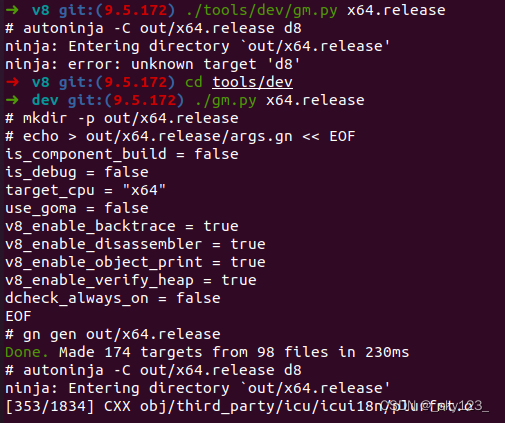 ➜ v8 git:(9.5.172) ./tools/dev/gm.py x64.release
# autoninja -C out/x64.release d8
ninja: Entering directory `out/x64.release'
ninja: error: unknown target 'd8'
➜ v8 git:(9.5.172) cd tools/dev
➜ dev git:(9.5.172) ./gm.py x64.release
# mkdir -p out/x64.release
# echo > out/x64.release/args.gn << EOF
is_component_build = false
is_debug = false
target_cpu = "x64"
use_goma = false
v8_enable_backtrace = true
v8_enable_disassembler = true
v8_enable_object_print = true
v8_enable_verify_heap = true
dcheck_always_on = false
EOF
# gn gen out/x64.release
Done. Made 174 targets from 98 files in 230ms
# autoninja -C out/x64.release d8
ninja: Entering directory `out/x64.release'
[353/1834] CXX obj/third_party/icu/icui18n/plurfmt.o